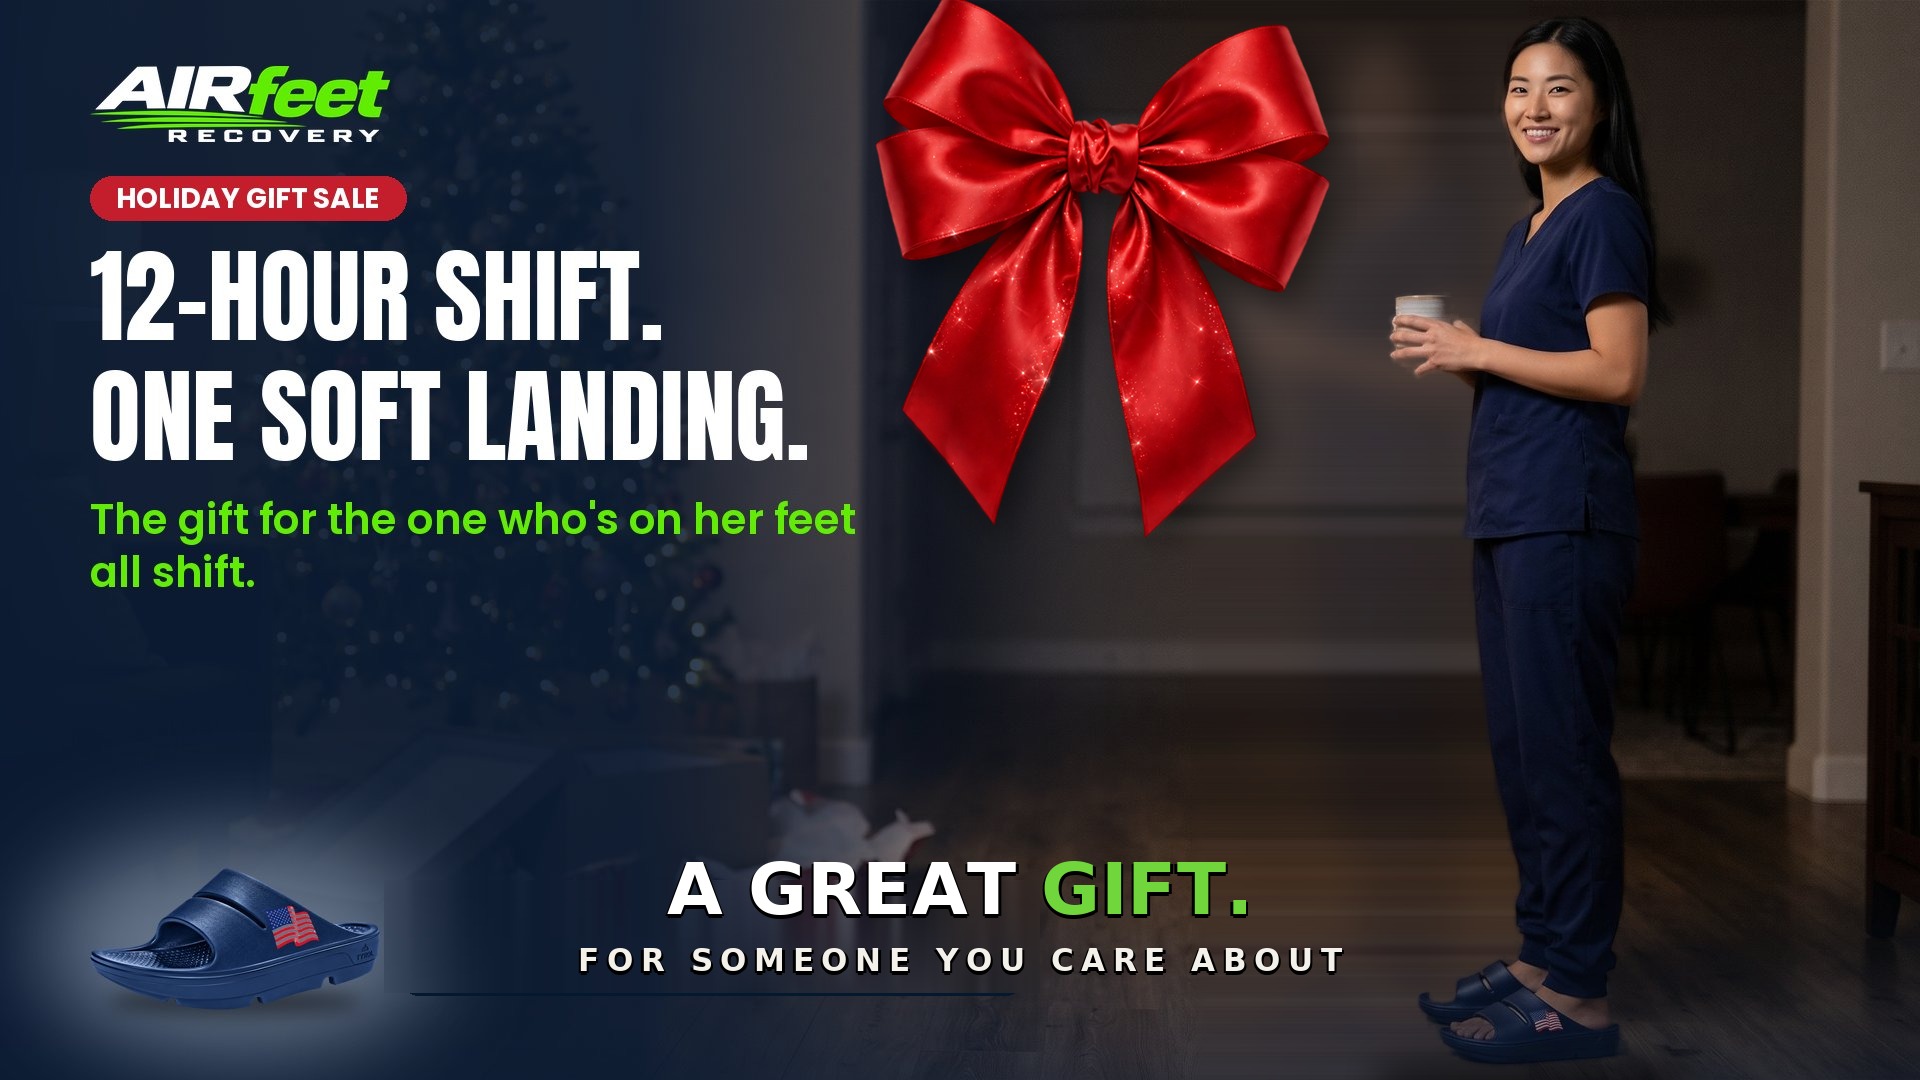 AIRfeet
RECOVERY
HOLIDAY GIFT SALE
12-HOUR SHIFT.
ONE SOFT LANDING.
The gift for the one who's on her feet
all shift.
A GREAT GIFT.
FOR SOMEONE YOU CARE ABOUT